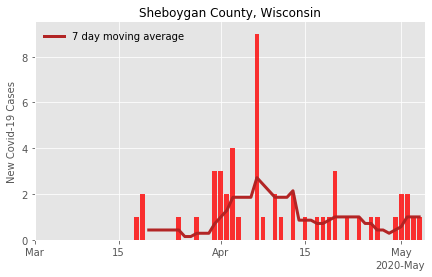 Sheboygan County, Wisconsin
7 day moving average
New Covid-19 Cases
8
6
4
2
0
Mar 15 Apr 15 May
2020-May